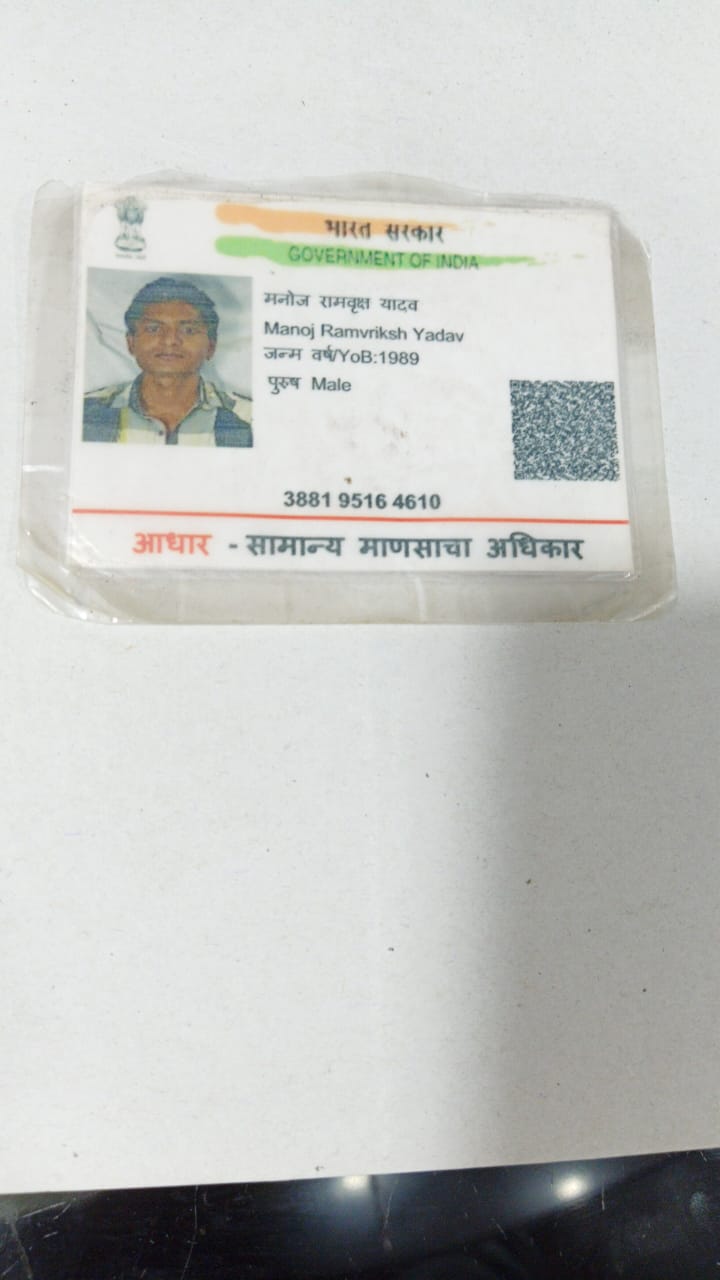 भारत सरकार
GOVERNMENT OF INDIA
मनोज रामवृक्ष यादव
Manoj Ramvriksh Yadav
जन्म वर्ष/YoB:1989
पुरुष Male
3881 9516 4610
आधार - सामान्य माणसाचा अधिकार